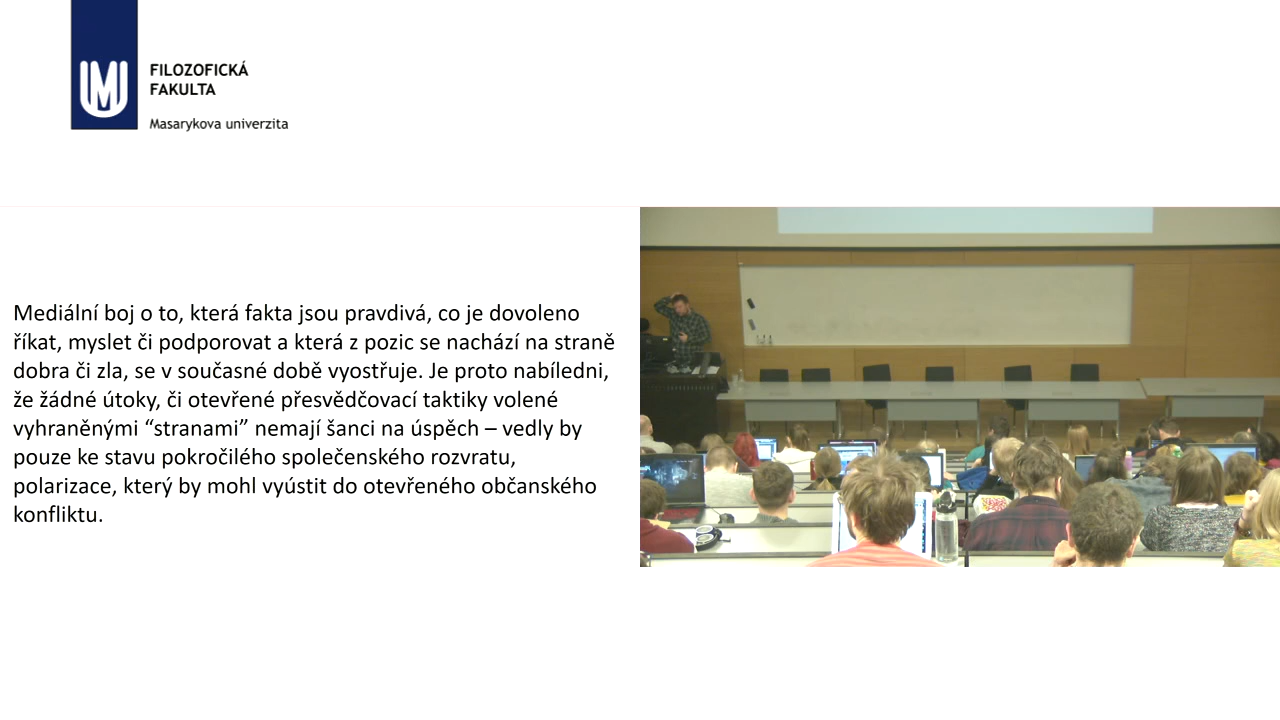 FILOZOFICKÁ
FAKULTA
Masarykova univerzita
Mediální boj o to, která fakta jsou pravdivá, co je dovoleno
říkat, myslet či podporovat a která z pozic se nachází na straně
dobra či zla, se v současné době vyostřuje. Je proto nabíledni,
že žádné útoky, či otevřené přesvědčovací taktiky volené
vyhraněnými “stranami” nemají šanci na úspěch – vedly by
pouze ke stavu pokročilého společenského rozvratu,
polarizace, který by mohl vyústit do otevřeného občanského
konfliktu.